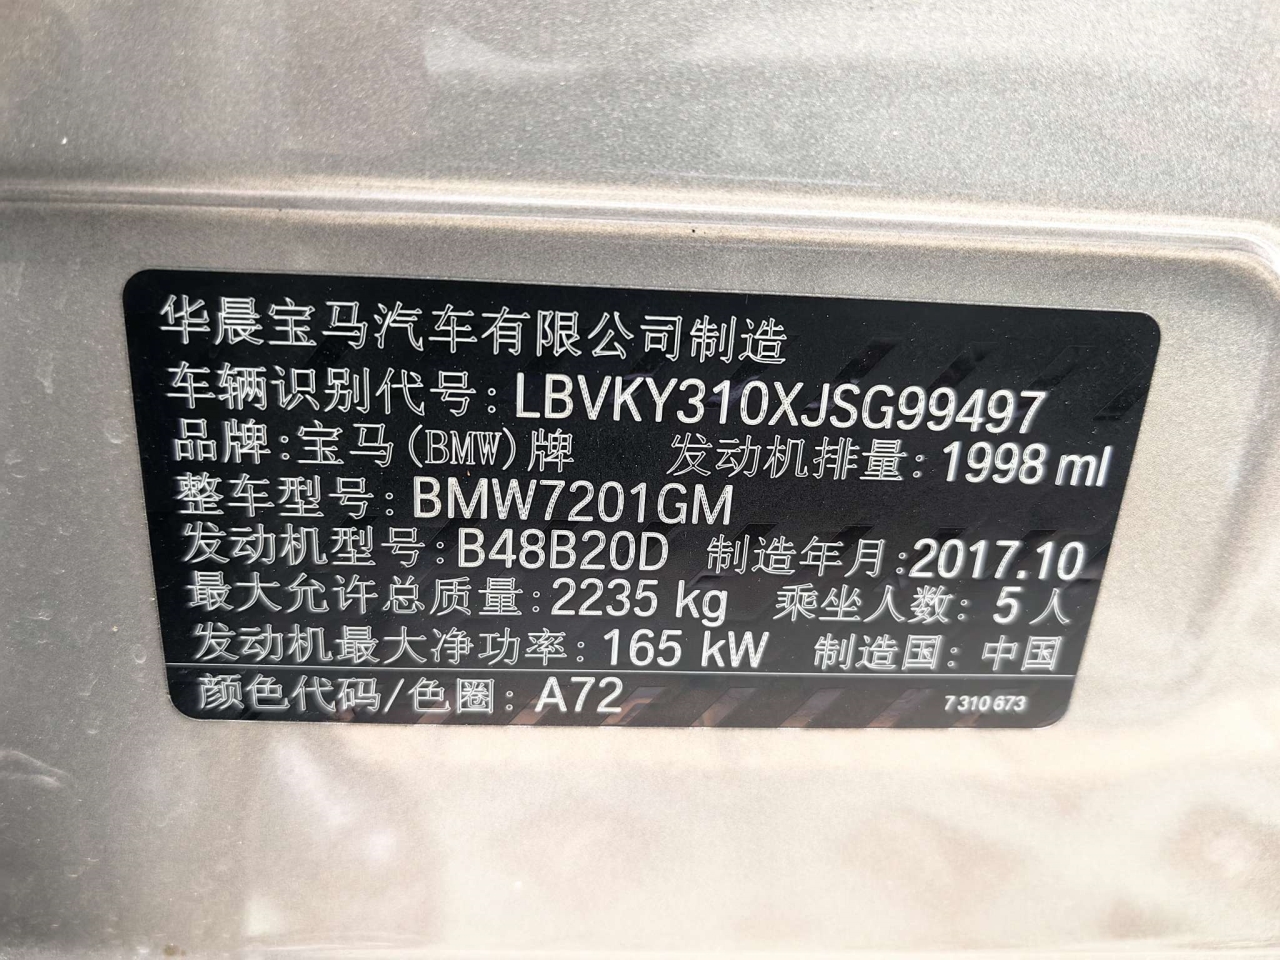 华晨宝马汽车有限公司制造
车辆识别代号: LBVKY310XJSG99497
品牌: 宝马(BMW)牌 发动机排量: 1998 ml
整车型号: BMW7201GM
发动机型号: B48B20D 制造年月: 2017.10
最大允许总质量: 2235 kg 乘坐人数: 5 人
发动机最大净功率: 165 kW 制造国: 中国
颜色代码/色圈: A72 7 310 673